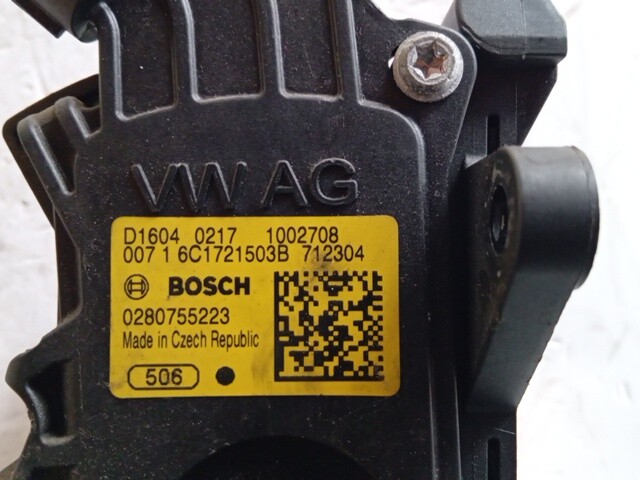 VW AG
D1604 0217 1002708
007 1 6C1721503B 712304
BOSCH
0280755223
Made in Czech Republic
506